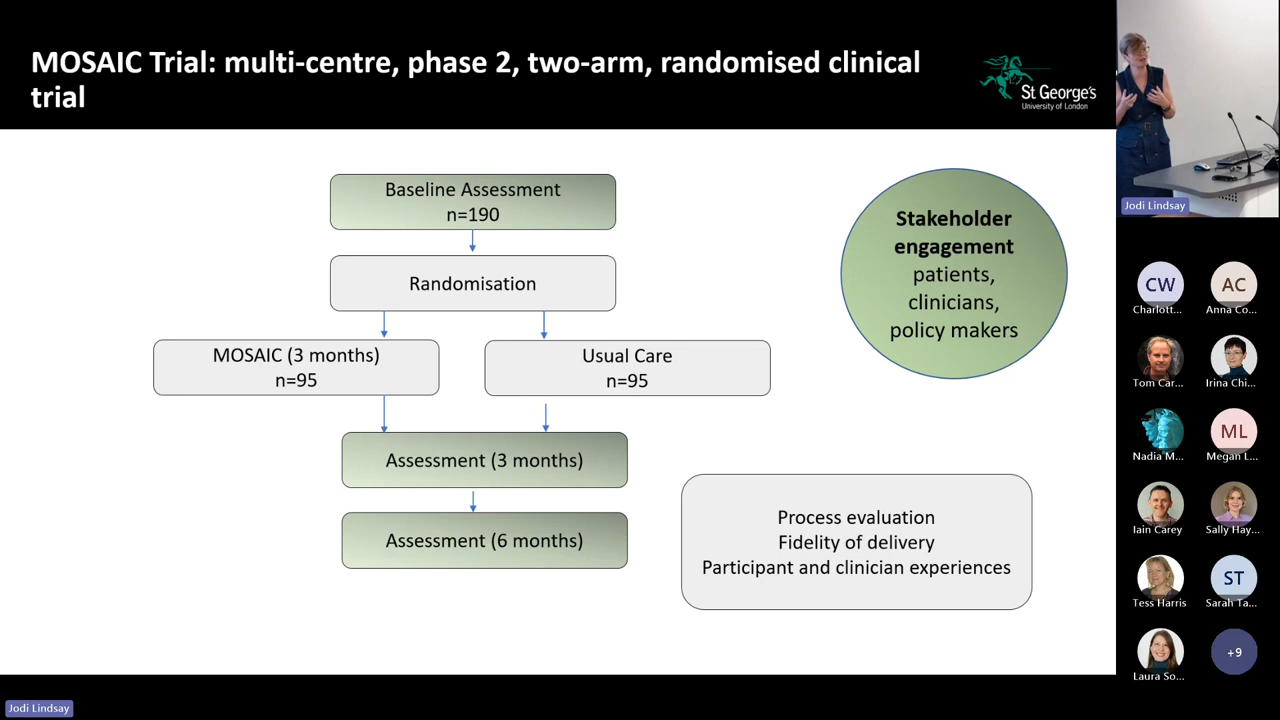 MOSAIC Trial: multi-centre, phase 2, two-arm, randomised clinical
trial
St George's
University of London
Baseline Assessment
n=190
Randomisation
MOSAIC (3 months)
n=95
Usual Care
n=95
Assessment (3 months)
Assessment (6 months)
Stakeholder
engagement
patients,
clinicians,
policy makers
Process evaluation
Fidelity of delivery
Participant and clinician experiences
Jodi Lindsay
CW
Charlott...
AC
Anna Co...
Tom Car...
Irina Chi...
Nadia M...
ML
Megan L...
Iain Carey
Sally Hay...
Tess Harris
ST
Sarah Ta...
Laura So...
+9
Jodi Lindsay